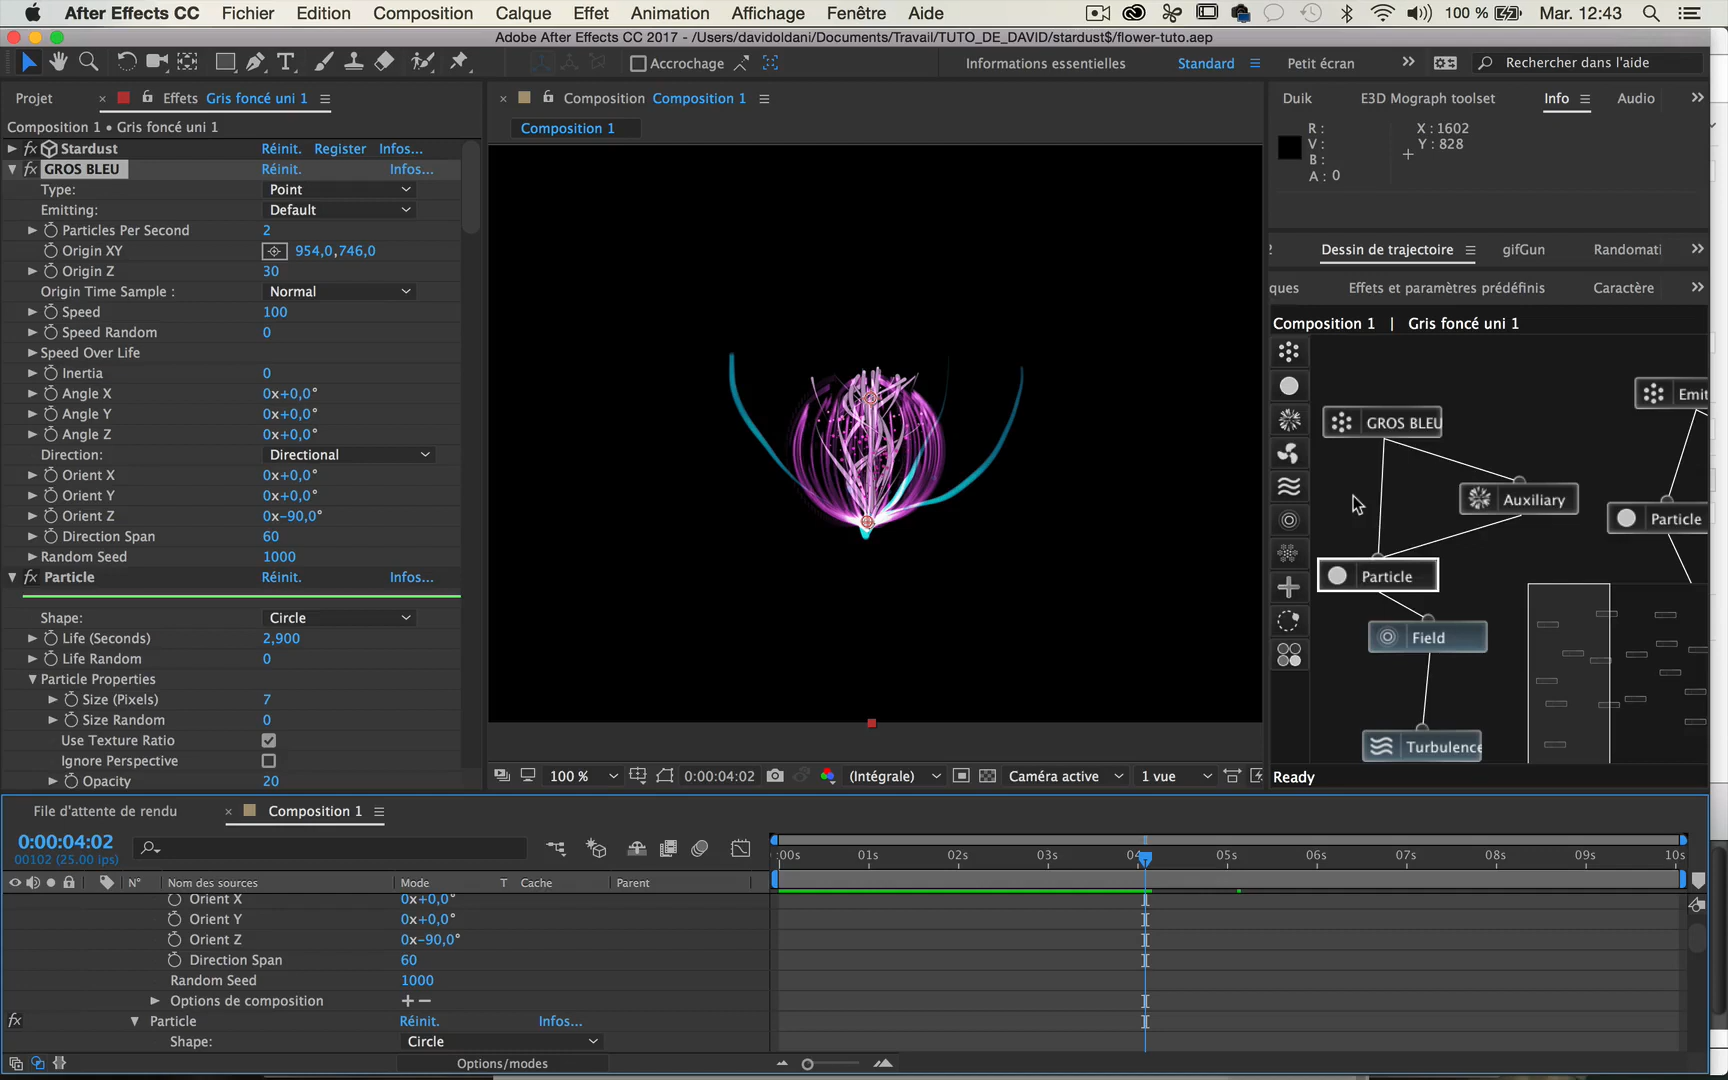 After Effects CC Fichier Edition Composition Calque Effet Animation Affichage Fenêtre Aide 100 % Mar. 12:43
Adobe After Effects CC 2017 - /Users/davidoldani/Documents/Travail/TUTO_DE_DAVID/stardust$/flower-tuto.aep
Accrochage Informations essentielles Standard Petit écran Rechercher dans l'aide
Projet Effets Gris foncé uni 1
Composition 1 • Gris foncé uni 1
Stardust Réinit. Register Infos...
GROS BLEU Réinit. Infos...
Type: Point
Emitting: Default
Particles Per Second 2
Origin XY 954,0,746,0
Origin Z 30
Origin Time Sample : Normal
Speed 100
Speed Random 0
Speed Over Life
Inertia 0
Angle X 0x+0,0°
Angle Y 0x+0,0°
Angle Z 0x+0,0°
Direction: Directional
Orient X 0x+0,0°
Orient Y 0x+0,0°
Orient Z 0x-90,0°
Direction Span 60
Random Seed 1000
Particle Réinit. Infos...
Shape: Circle
Life (Seconds) 2,900
Life Random 0
Particle Properties
Size (Pixels) 7
Size Random 0
Use Texture Ratio
Ignore Perspective
Opacity 20
Composition Composition 1
Composition 1
100 % 0:00:04:02 (Intégrale) Caméra active 1 vue
Duik E3D Mograph toolset Info Audio
R : X : 1602
V : Y : 828
B :
A : 0
2 Dessin de trajectoire gifGun Randomati
ques Effets et paramètres prédéfinis Caractère
Composition 1 | Gris foncé uni 1
Emit
GROS BLEU
Auxiliary
Particle
Particle
Field
Turbulence
Ready
File d'attente de rendu Composition 1
0:00:04:02
00102 (25.00 ips)
:00s 01s 02s 03s 04 05s 06s 07s 08s 09s 10s
N° Nom des sources Mode T Cache Parent
Orient X 0x+0,0°
Orient Y 0x+0,0°
Orient Z 0x-90,0°
Direction Span 60
Random Seed 1000
Options de composition
Particle Réinit. Infos...
Shape: Circle
Options/modes